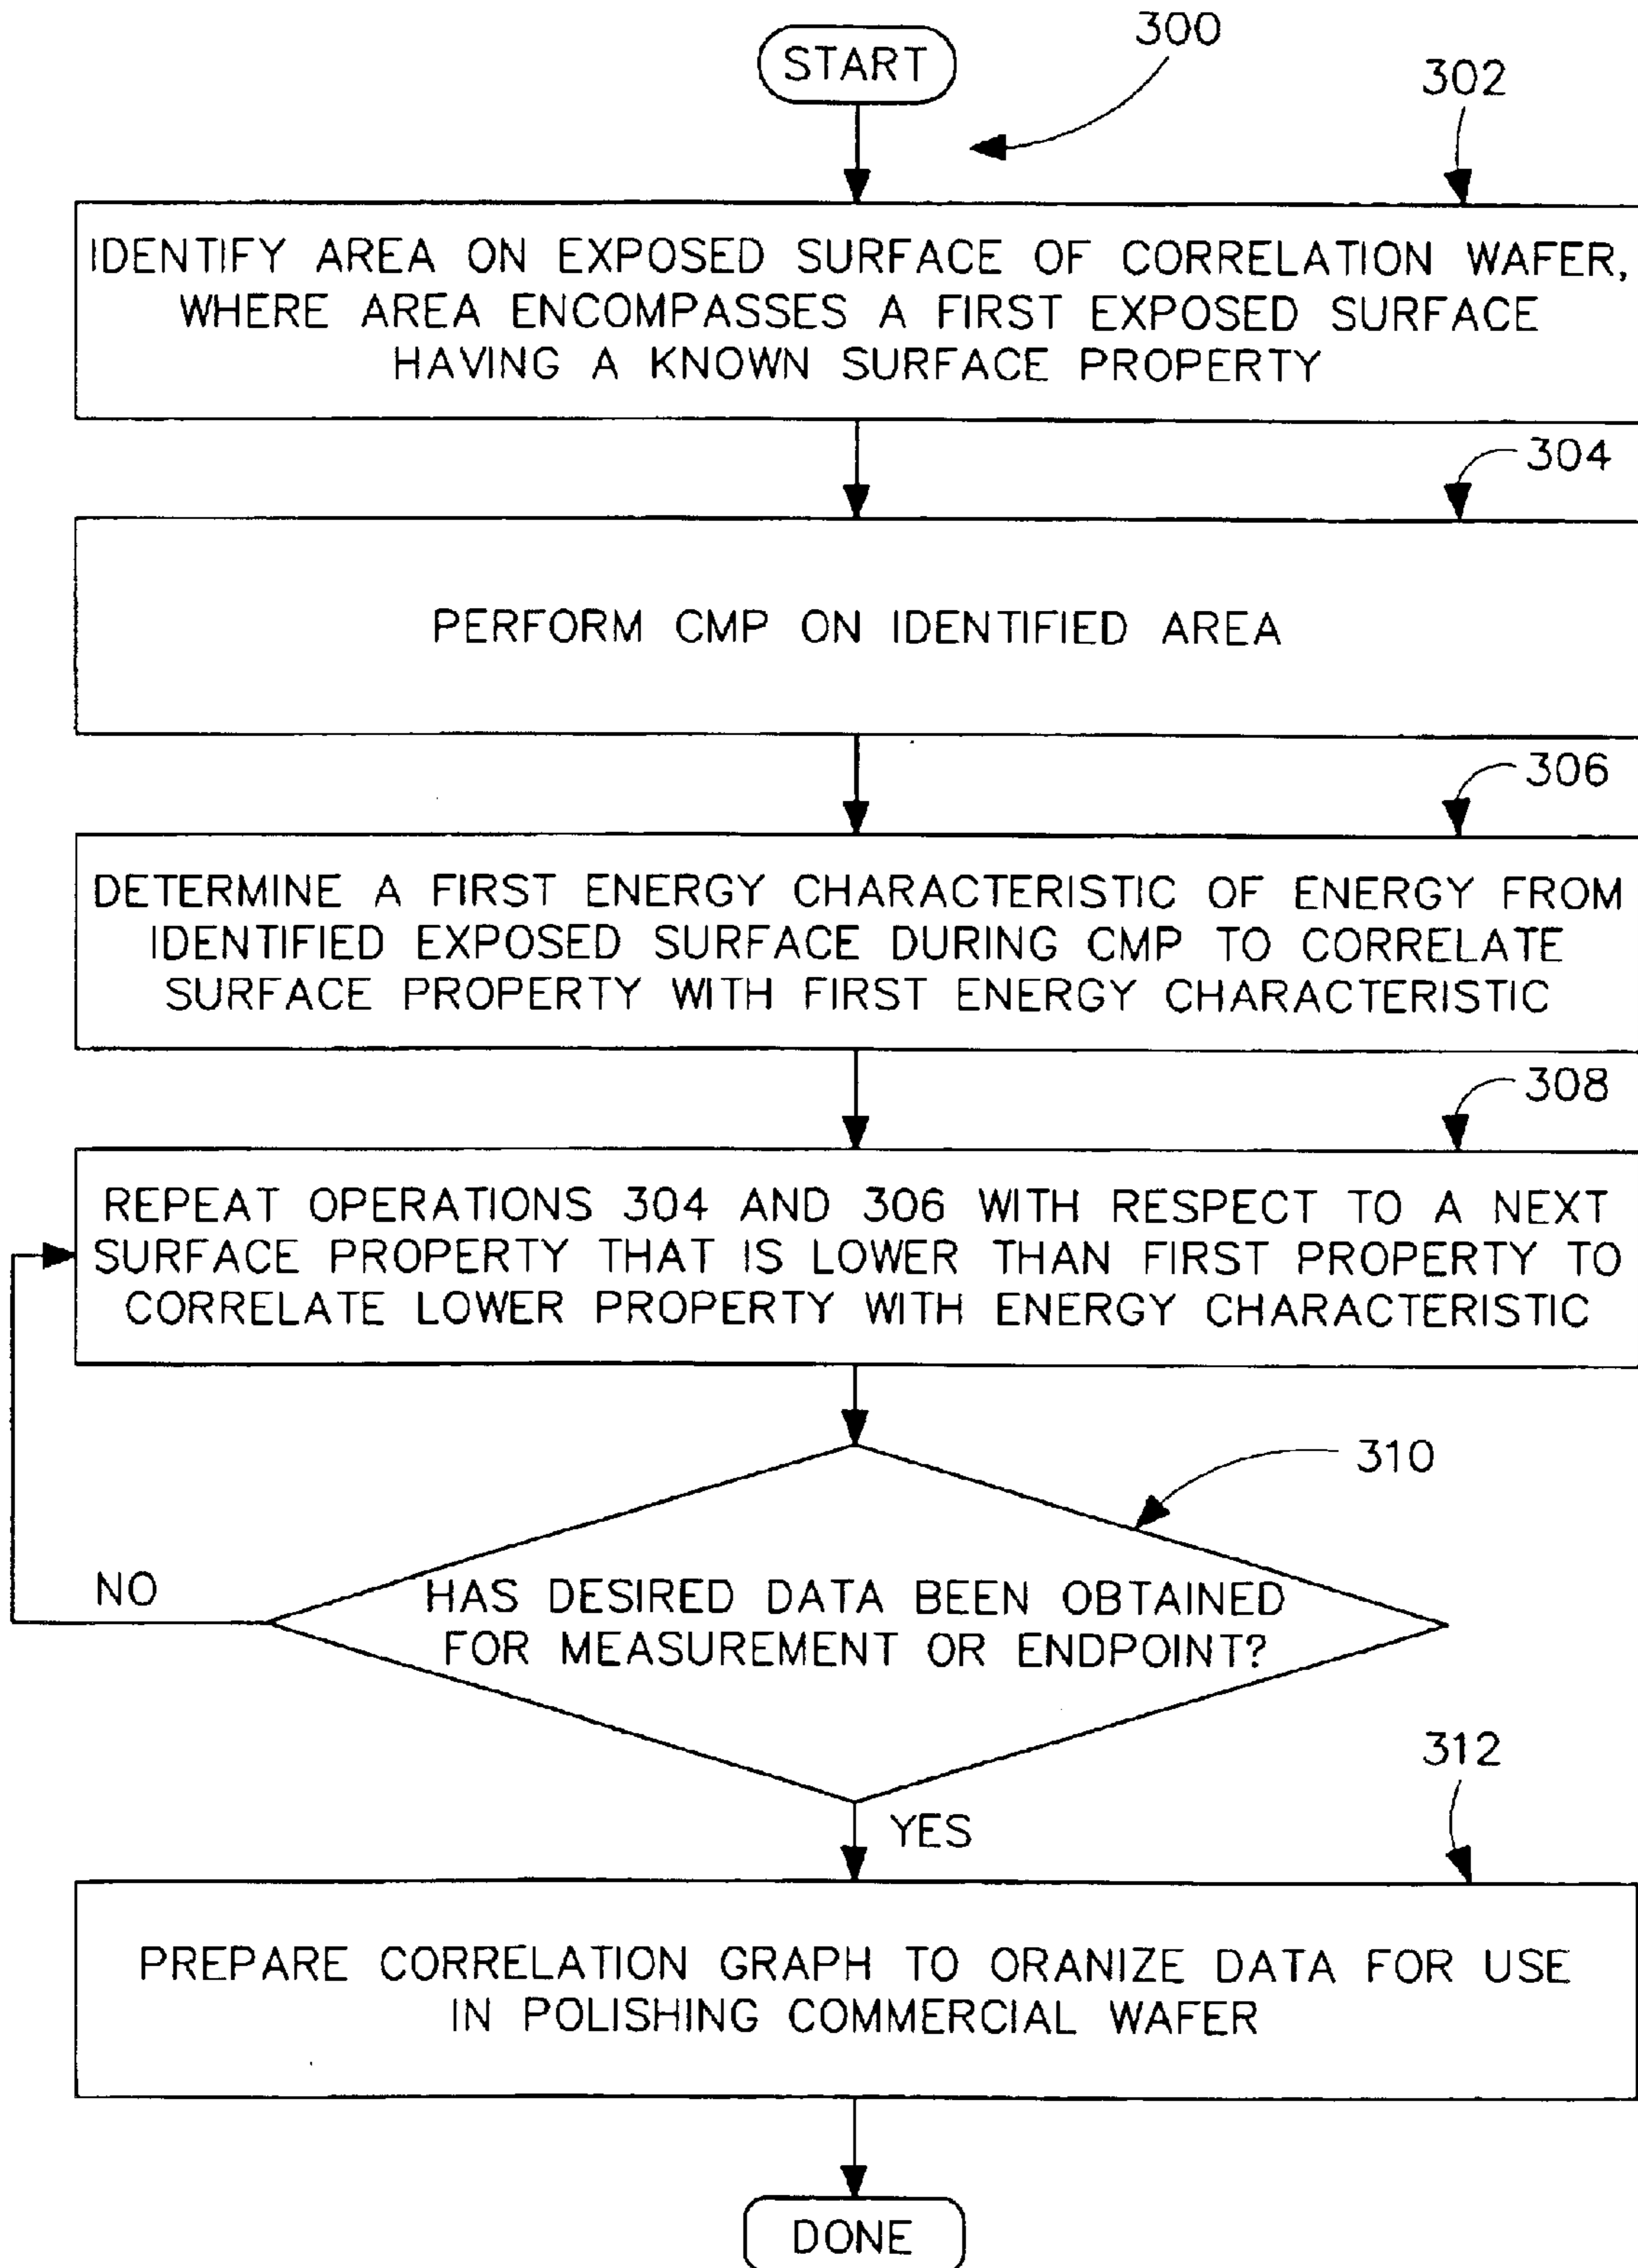 START
300
302
IDENTIFY AREA ON EXPOSED SURFACE OF CORRELATION WAFER,
WHERE AREA ENCOMPASSES A FIRST EXPOSED SURFACE
HAVING A KNOWN SURFACE PROPERTY
304
PERFORM CMP ON IDENTIFIED AREA
306
DETERMINE A FIRST ENERGY CHARACTERISTIC OF ENERGY FROM
IDENTIFIED EXPOSED SURFACE DURING CMP TO CORRELATE
SURFACE PROPERTY WITH FIRST ENERGY CHARACTERISTIC
308
REPEAT OPERATIONS 304 AND 306 WITH RESPECT TO A NEXT
SURFACE PROPERTY THAT IS LOWER THAN FIRST PROPERTY TO
CORRELATE LOWER PROPERTY WITH ENERGY CHARACTERISTIC
310
NO
HAS DESIRED DATA BEEN OBTAINED
FOR MEASUREMENT OR ENDPOINT?
312
YES
PREPARE CORRELATION GRAPH TO ORANIZE DATA FOR USE
IN POLISHING COMMERCIAL WAFER
DONE